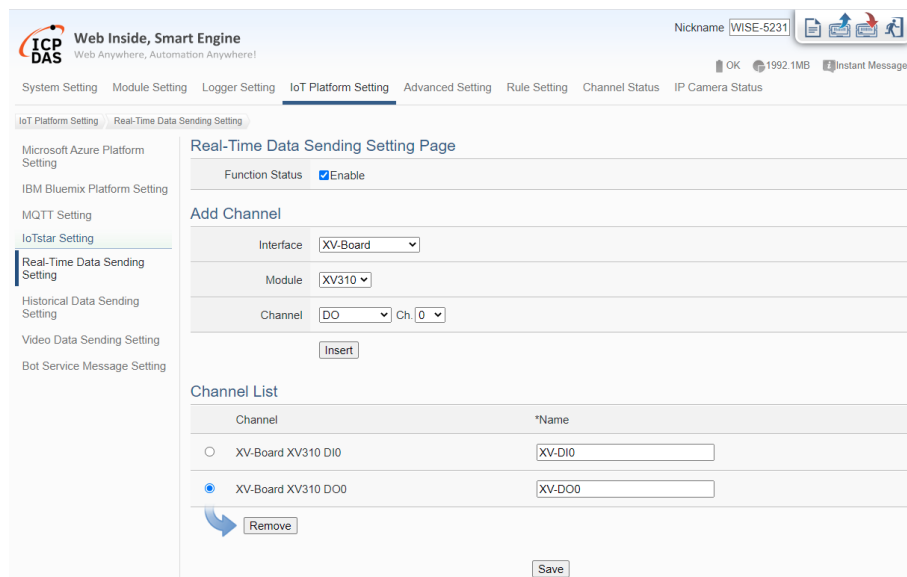 ICP DAS
Web Inside, Smart Engine
Web Anywhere, Automation Anywhere!
Nickname WISE-5231
OK 1992.1MB Instant Message
System Setting Module Setting Logger Setting IoT Platform Setting Advanced Setting Rule Setting Channel Status IP Camera Status
IoT Platform Setting Real-Time Data Sending Setting
Microsoft Azure Platform
Setting
IBM Bluemix Platform Setting
MQTT Setting
IoTstar Setting
Real-Time Data Sending
Setting
Historical Data Sending
Setting
Video Data Sending Setting
Bot Service Message Setting
Real-Time Data Sending Setting Page
Function Status Enable
Add Channel
Interface XV-Board
Module XV310
Channel DO Ch. 0
Insert
Channel List
Channel *Name
XV-Board XV310 DI0 XV-DI0
XV-Board XV310 DO0 XV-DO0
Remove
Save